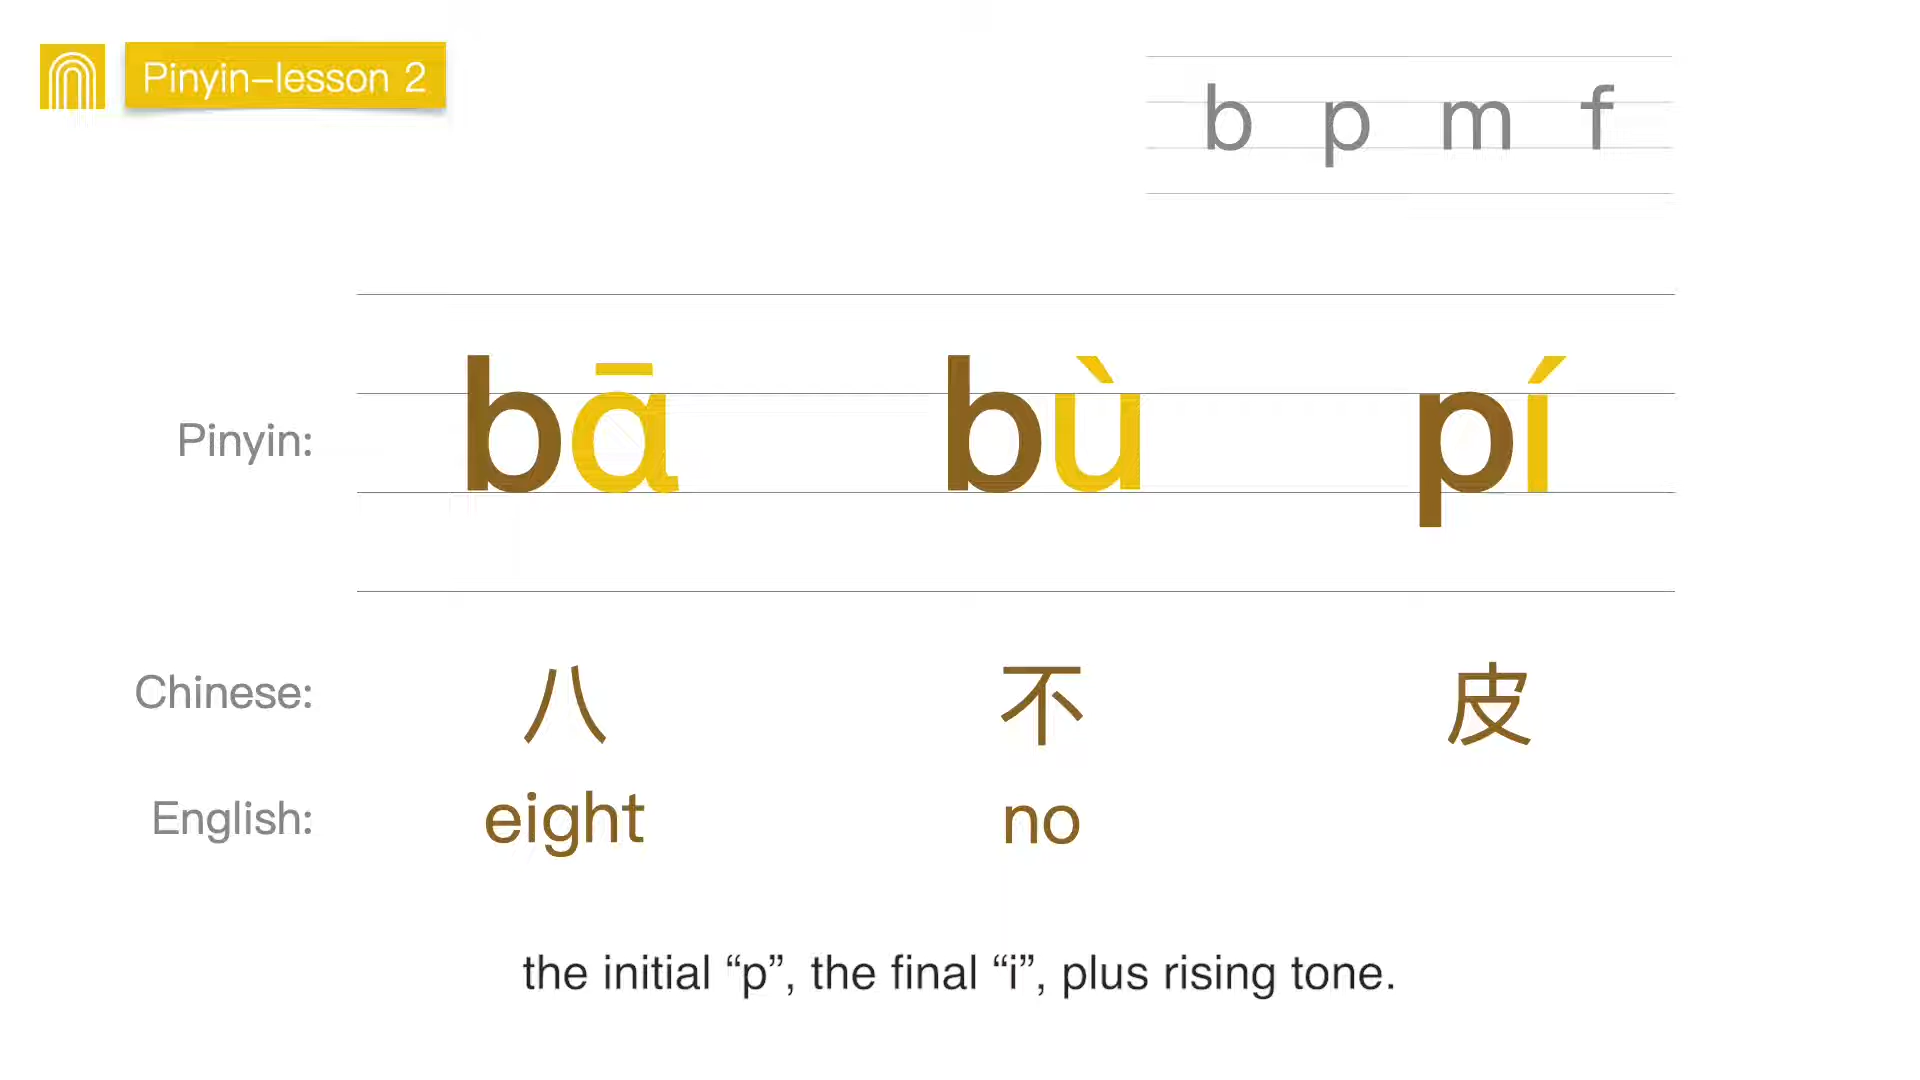 Pinyin–lesson 2
b p m f
Pinyin: bā bù pí
Chinese: 八 不 皮
English: eight no
the initial “p”, the final “i”, plus rising tone.